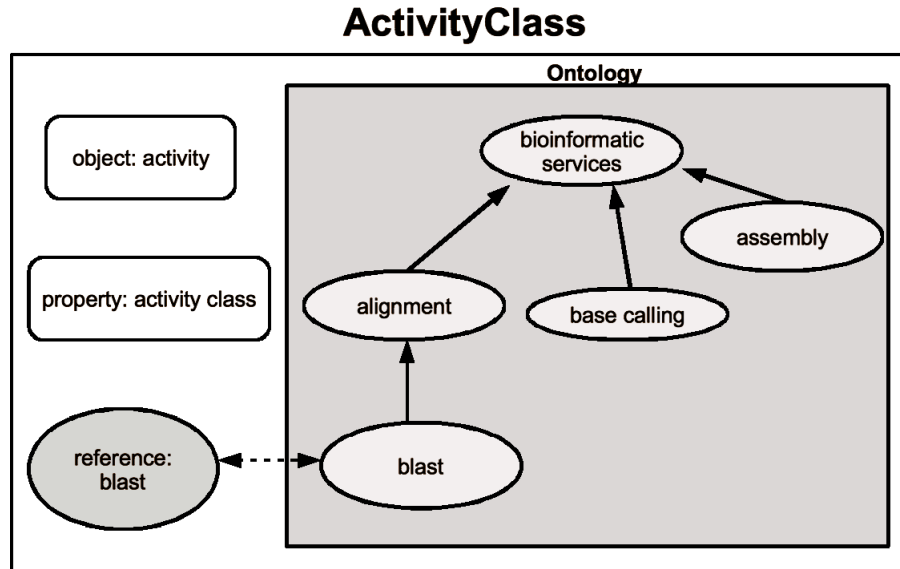 ActivityClass
Ontology
object: activity
bioinformatic
services
assembly
property: activity class
alignment
base calling
reference:
blast
blast